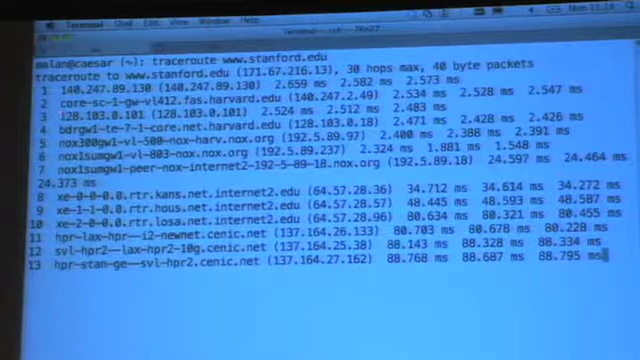 Terminal Shell Edit View Window Help
Mon 13:28
malan@caesar (~): traceroute www.stanford.edu
traceroute to www.stanford.edu (171.67.216.13), 30 hops max, 40 byte packets
1 140.247.89.130 (140.247.89.130) 2.659 ms 2.582 ms 2.573 ms
2 core-sc-1-gw-vl412.fas.harvard.edu (140.247.2.49) 2.534 ms 2.528 ms 2.547 ms
3 128.103.0.101 (128.103.0.101) 2.524 ms 2.512 ms 2.483 ms
4 bdrgw1-te-7-1-core.net.harvard.edu (128.103.0.18) 2.471 ms 2.428 ms 2.426 ms
5 nox300gw1-vl-500-nox-harv.nox.org (192.5.89.97) 2.400 ms 2.388 ms 2.391 ms
6 nox1sumgw1-vl-803-nox.nox.org (192.5.89.237) 2.324 ms 1.881 ms 1.548 ms
7 nox1sumgw1-peer-nox-internet2-192-5-89-18.nox.org (192.5.89.18) 24.597 ms 24.464 ms
24.373 ms
8 xe-0-0-0.0.rtr.kans.net.internet2.edu (64.57.28.36) 34.712 ms 34.614 ms 34.272 ms
9 xe-1-1-0.0.rtr.hous.net.internet2.edu (64.57.28.57) 48.445 ms 48.593 ms 48.587 ms
10 xe-2-0-0.0.rtr.losa.net.internet2.edu (64.57.28.96) 80.634 ms 80.321 ms 80.455 ms
11 hpr-lax-hpr--i2-newnet.cenic.net (137.164.26.133) 80.703 ms 80.678 ms 80.228 ms
12 svl-hpr2--lax-hpr2-10g.cenic.net (137.164.25.38) 88.143 ms 88.328 ms 88.334 ms
13 hpr-stan-ge--svl-hpr2.cenic.net (137.164.27.162) 88.768 ms 88.687 ms 88.795 ms